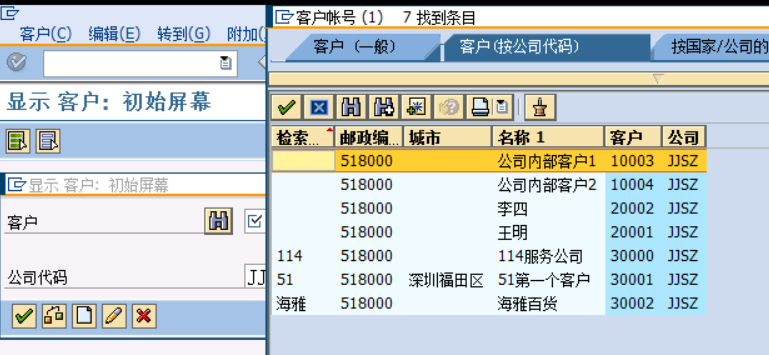 客户(C) 编辑(E) 转到(G) 附加(
显示 客户: 初始屏幕
显示 客户: 初始屏幕
客户
公司代码 JJ
客户帐号 (1) 7 找到条目
客户 (一般) 客户(按公司代码) 按国家/公司的
检索... 邮政编... 城市 名称 1 客户 公司
518000 公司内部客户1 10003 JJSZ
518000 公司内部客户2 10004 JJSZ
518000 李四 20002 JJSZ
518000 王明 20001 JJSZ
114 518000 114服务公司 30000 JJSZ
51 518000 深圳福田区 51第一个客户 30001 JJSZ
海雅 518000 海雅百货 30002 JJSZ